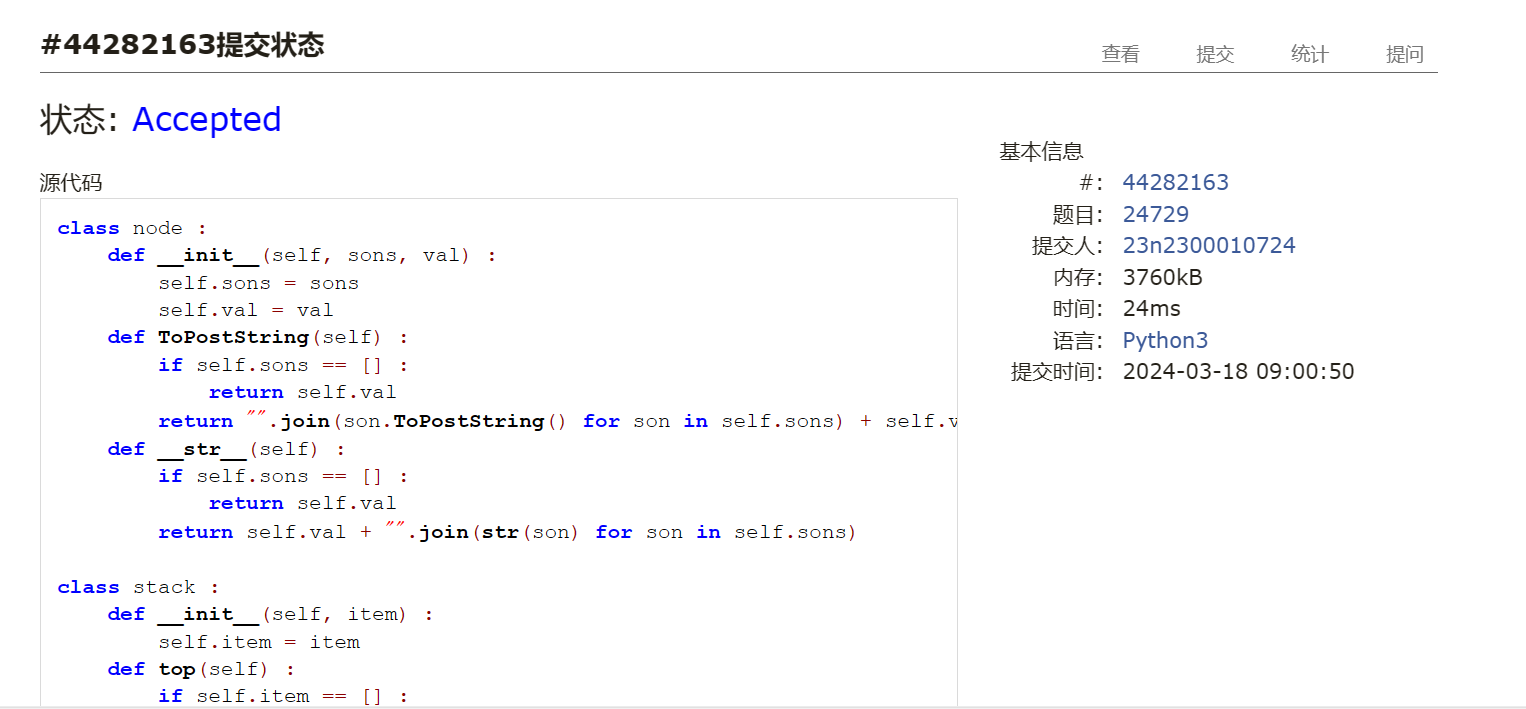 #44282163提交状态
查看 提交 统计 提问
状态: Accepted
源代码
class node :
    def __init__(self, sons, val) :
        self.sons = sons
        self.val = val
    def ToPostString(self) :
        if self.sons == [] :
            return self.val
        return "".join(son.ToPostString() for son in self.sons) + self.v
    def __str__(self) :
        if self.sons == [] :
            return self.val
        return self.val + "".join(str(son) for son in self.sons)
class stack :
    def __init__(self, item) :
        self.item = item
    def top(self) :
        if self.item == [] :
基本信息
#: 44282163
题目: 24729
提交人: 23n2300010724
内存: 3760kB
时间: 24ms
语言: Python3
提交时间: 2024-03-18 09:00:50